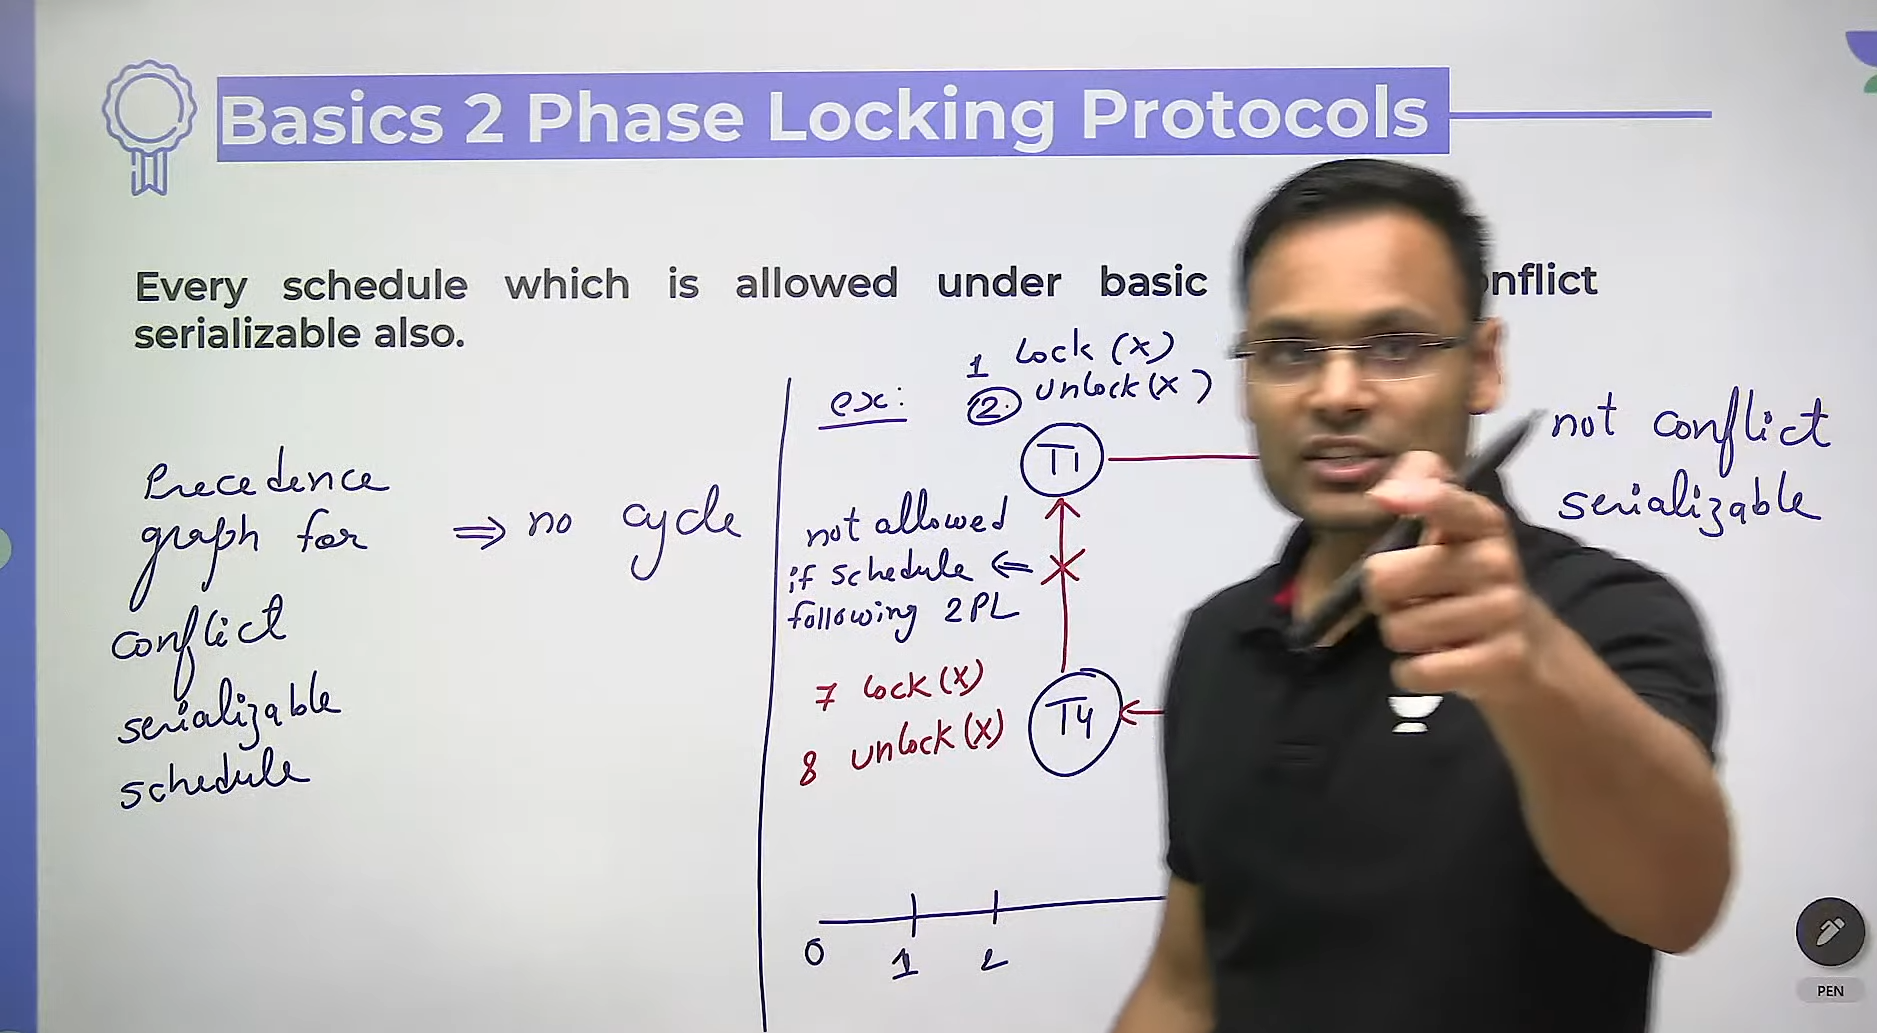 Basics 2 Phase Locking Protocols
Every schedule which is allowed under basic nflict
serializable also.
Precedence
graph for ⇒ no cycle
conflict
serializable
schedule
ex:
1 lock (x)
2. unlock (x)
T1
not allowed
if schedule ⇐
following 2PL
7 lock (x)
8 unlock (x)
T4
not conflict
serializable
0 1 2
PEN